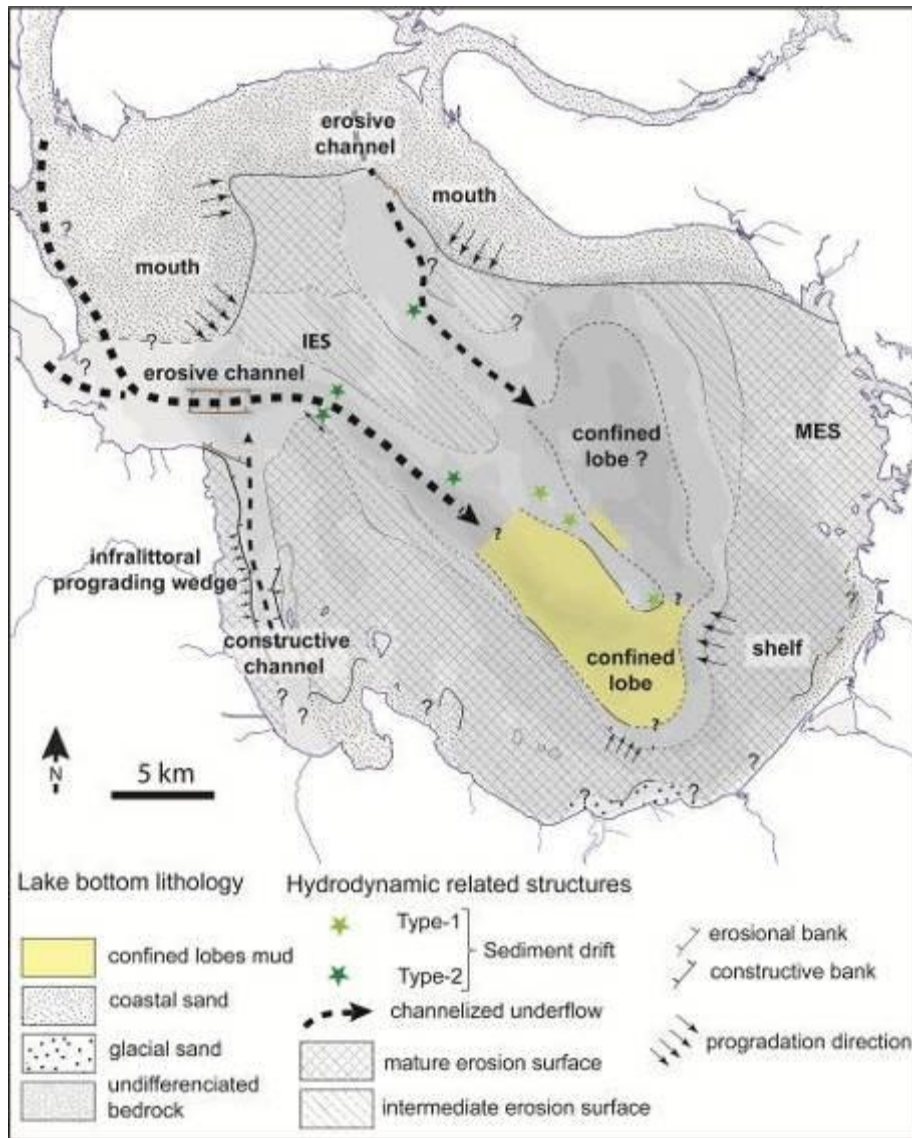 erosive
channel
mouth
?
mouth
?
?
?
?
IES
erosive channel
?
confined
lobe ?
MES
?
infralittoral
prograding wedge
?
?
constructive
channel
confined
lobe
shelf
?
?
?
?
?
?
?
?
N
5 km
Lake bottom lithology
Hydrodynamic related structures
confined lobes mud
coastal sand
glacial sand
undifferenciated
bedrock
Type-1
Type-2
Sediment drift
channelized underflow
mature erosion surface
intermediate erosion surface
erosional bank
constructive bank
progradation direction